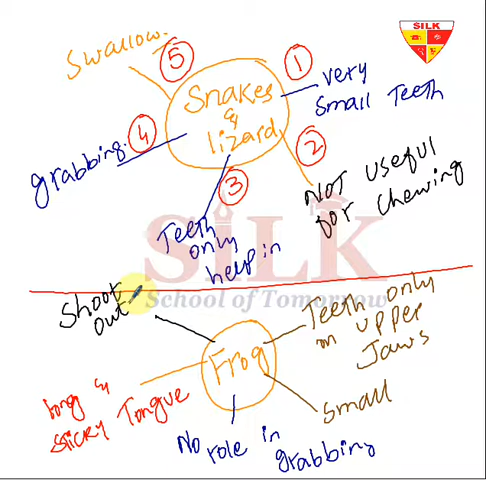 SILK
Swallow.
5
1
Snakes
&
lizard
very
small Teeth
4
grabbing.
2
NOT useful
for chewing
3
Teeth
only
help in
SILK
School of Tomorrow
Shoot
out
Frog
Teeth only
on upper
Jaws
long &
sticky Tongue
small
No
role in
grabbing